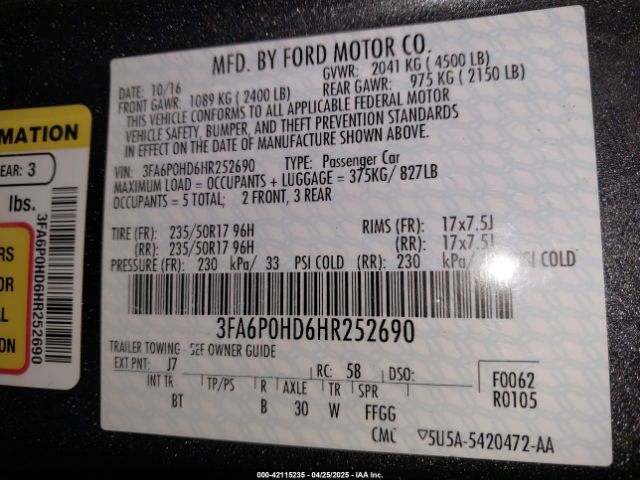 MFD. BY FORD MOTOR CO.
DATE: 10/16
GVWR: 2041 KG ( 4500 LB)
FRONT GAWR: 1089 KG ( 2400 LB)
REAR GAWR: 975 KG ( 2150 LB)
THIS VEHICLE CONFORMS TO ALL APPLICABLE FEDERAL MOTOR
VEHICLE SAFETY, BUMPER, AND THEFT PREVENTION STANDARDS
IN EFFECT ON THE DATE OF MANUFACTURE SHOWN ABOVE.
VIN: 3FA6P0HD6HR252690 TYPE: Passenger Car
MAXIMUM LOAD = OCCUPANTS + LUGGAGE = 375KG/ 827LB
OCCUPANTS = 5 TOTAL; 2 FRONT, 3 REAR
TIRE (FR): 235/50R17 96H RIMS (FR): 17x7.5J
(RR): 235/50R17 96H (RR): 17x7.5J
PRESSURE (FR): 230 kPa/ 33 PSI COLD (RR): 230 kPa/ PSI COLD
3FA6P0HD6HR252690
TRAILER TOWING - SEE OWNER GUIDE
EXT PNT: J7 RC: 58 DSO:
INT TR TP/PS R AXLE TR SPR
BT B 30 W FFGG
F0062
R0105
CMC 5U5A-5420472-AA
RMATION
EAR: 3
lbs.
3FA6P0HD6HR252690
RS
TO
AL
ON
000-42115235 - 04/25/2025 - IAA Inc.